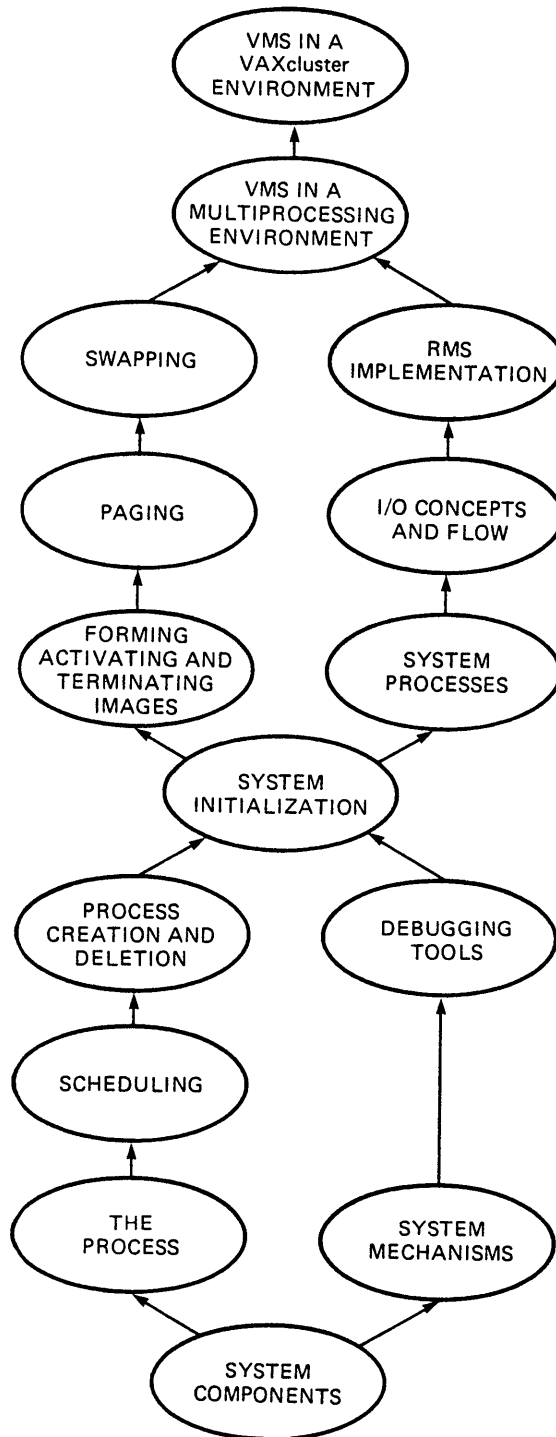 VMS IN A
VAXcluster
ENVIRONMENT
VMS IN A
MULTIPROCESSING
ENVIRONMENT
SWAPPING
RMS
IMPLEMENTATION
PAGING
I/O CONCEPTS
AND FLOW
FORMING
ACTIVATING AND
TERMINATING
IMAGES
SYSTEM
PROCESSES
SYSTEM
INITIALIZATION
PROCESS
CREATION AND
DELETION
DEBUGGING
TOOLS
SCHEDULING
THE
PROCESS
SYSTEM
MECHANISMS
SYSTEM
COMPONENTS